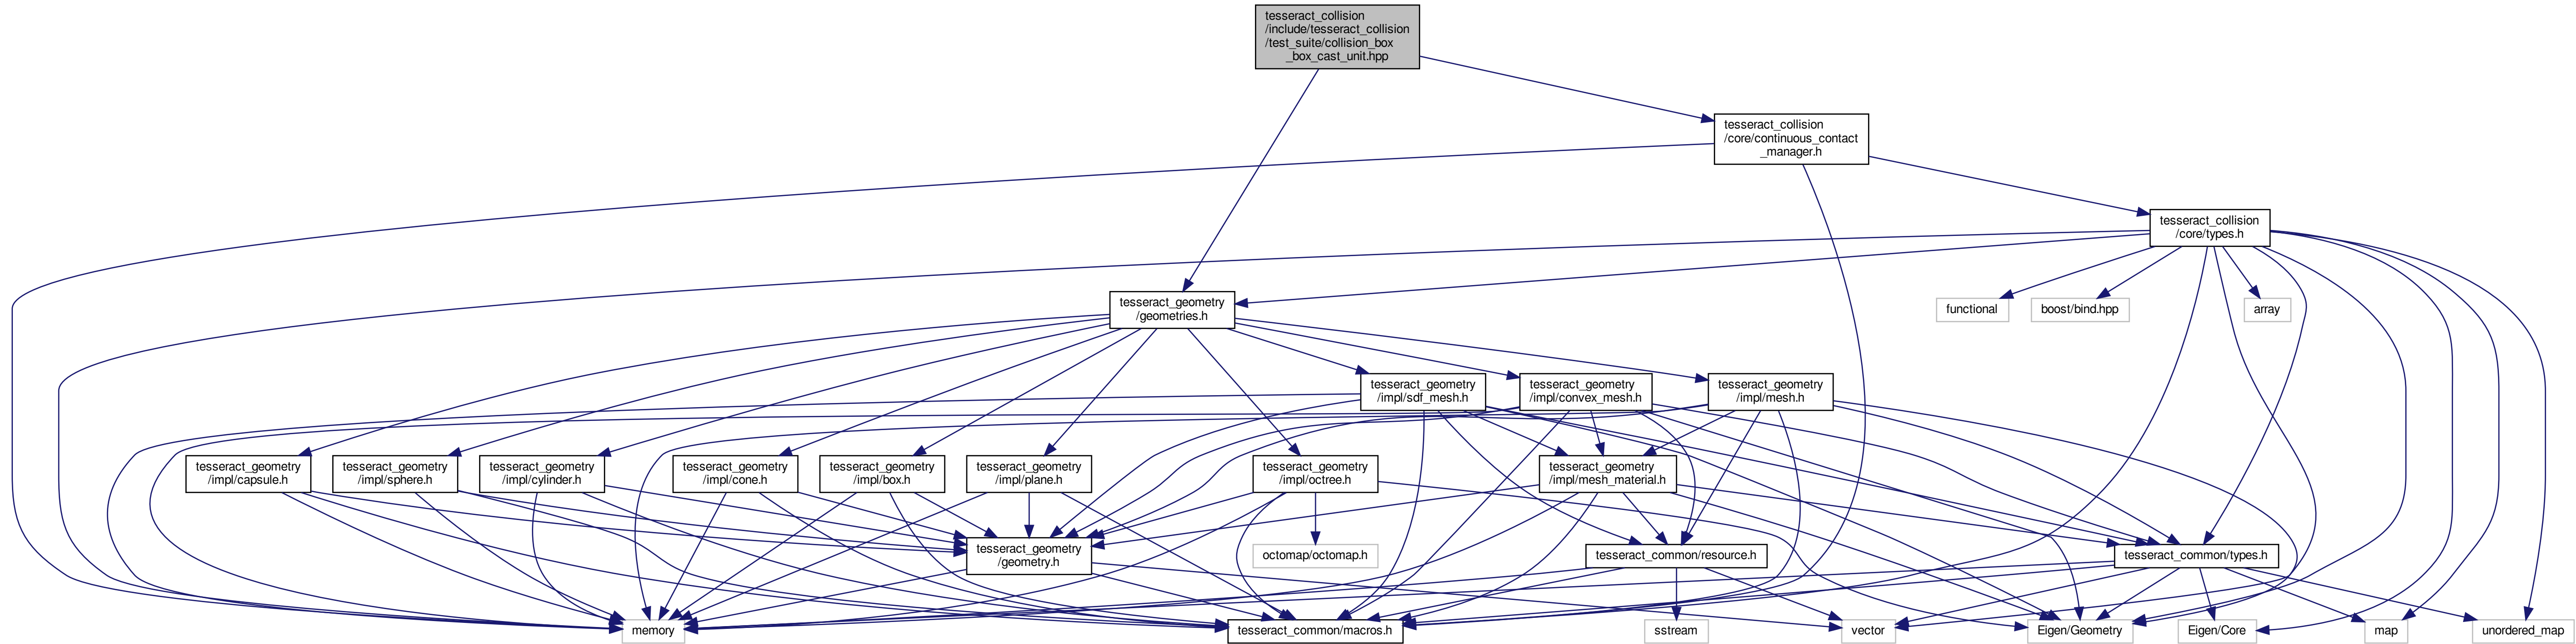 tesseract_collision
/include/tesseract_collision
/test_suite/collision_box
_box_cast_unit.hpp
tesseract_collision
/core/continuous_contact
_manager.h
tesseract_collision
/core/types.h
tesseract_geometry
/geometries.h
functional
boost/bind.hpp
array
tesseract_geometry
/impl/sdf_mesh.h
tesseract_geometry
/impl/convex_mesh.h
tesseract_geometry
/impl/mesh.h
tesseract_geometry
/impl/capsule.h
tesseract_geometry
/impl/sphere.h
tesseract_geometry
/impl/cylinder.h
tesseract_geometry
/impl/cone.h
tesseract_geometry
/impl/box.h
tesseract_geometry
/impl/plane.h
tesseract_geometry
/impl/octree.h
tesseract_geometry
/impl/mesh_material.h
tesseract_geometry
/geometry.h
octomap/octomap.h
tesseract_common/resource.h
tesseract_common/types.h
memory
tesseract_common/macros.h
sstream
vector
Eigen/Geometry
Eigen/Core
map
unordered_map